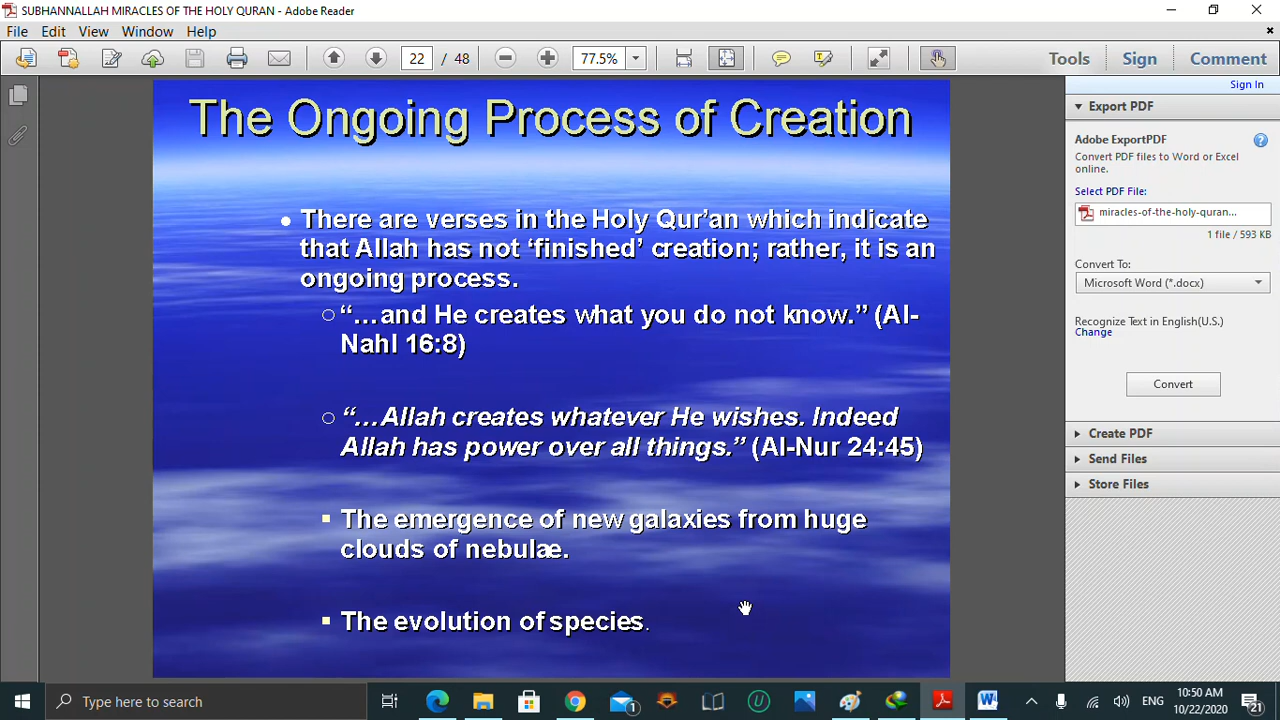 SUBHANNALLAH MIRACLES OF THE HOLY QURAN - Adobe Reader
File Edit View Window Help
22 / 48 77.5% Tools Sign Comment
Sign In
Export PDF
Adobe ExportPDF
Convert PDF files to Word or Excel
online.
Select PDF File:
miracles-of-the-holy-quran...
1 file / 593 KB
Convert To:
Microsoft Word (*.docx)
Recognize Text in English(U.S.)
Change
Convert
Create PDF
Send Files
Store Files
The Ongoing Process of Creation
• There are verses in the Holy Qur’an which indicate
that Allah has not ‘finished’ creation; rather, it is an
ongoing process.
○ “…and He creates what you do not know.” (Al-
Nahl 16:8)
○ “…Allah creates whatever He wishes. Indeed
Allah has power over all things.” (Al-Nur 24:45)
▪ The emergence of new galaxies from huge
clouds of nebulae.
▪ The evolution of species.
Type here to search
1
U
ENG
10:50 AM
10/22/2020
21